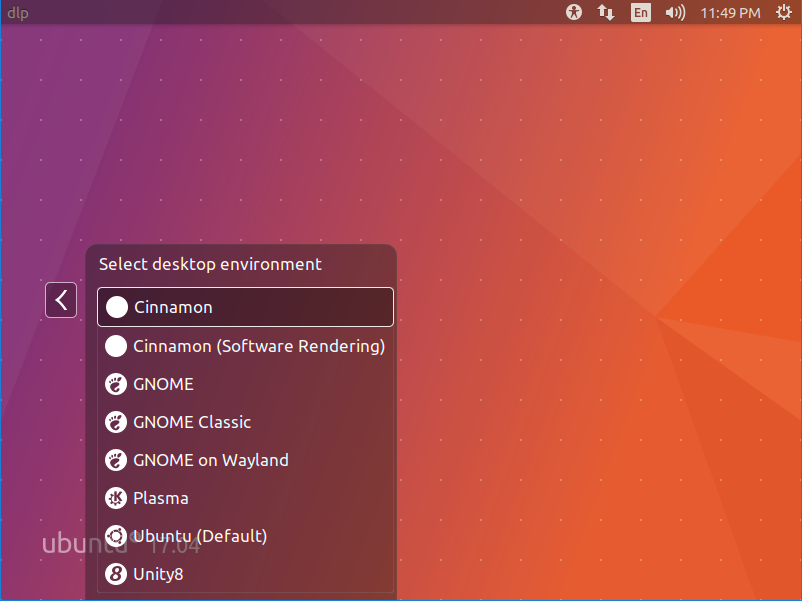 dlp
En
11:49 PM
Select desktop environment
Cinnamon
Cinnamon (Software Rendering)
GNOME
GNOME Classic
GNOME on Wayland
Plasma
Ubuntu (Default)
ubuntu 17.04
Unity8